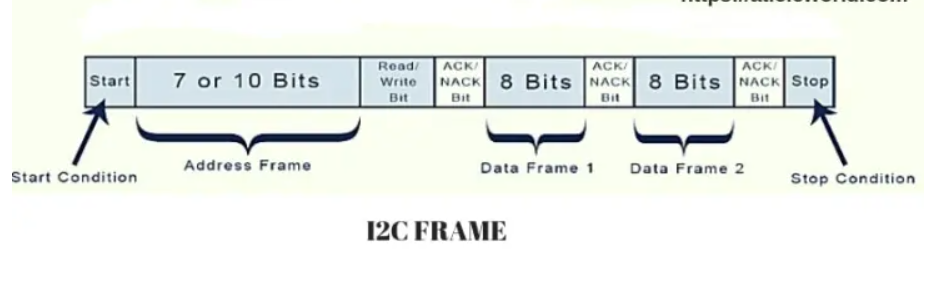 Start
7 or 10 Bits
Read/
Write
Bit
ACK/
NACK
Bit
8 Bits
ACK/
NACK
Bit
8 Bits
ACK/
NACK
Bit
Stop
Start Condition
Address Frame
Data Frame 1
Data Frame 2
Stop Condition
I2C FRAME